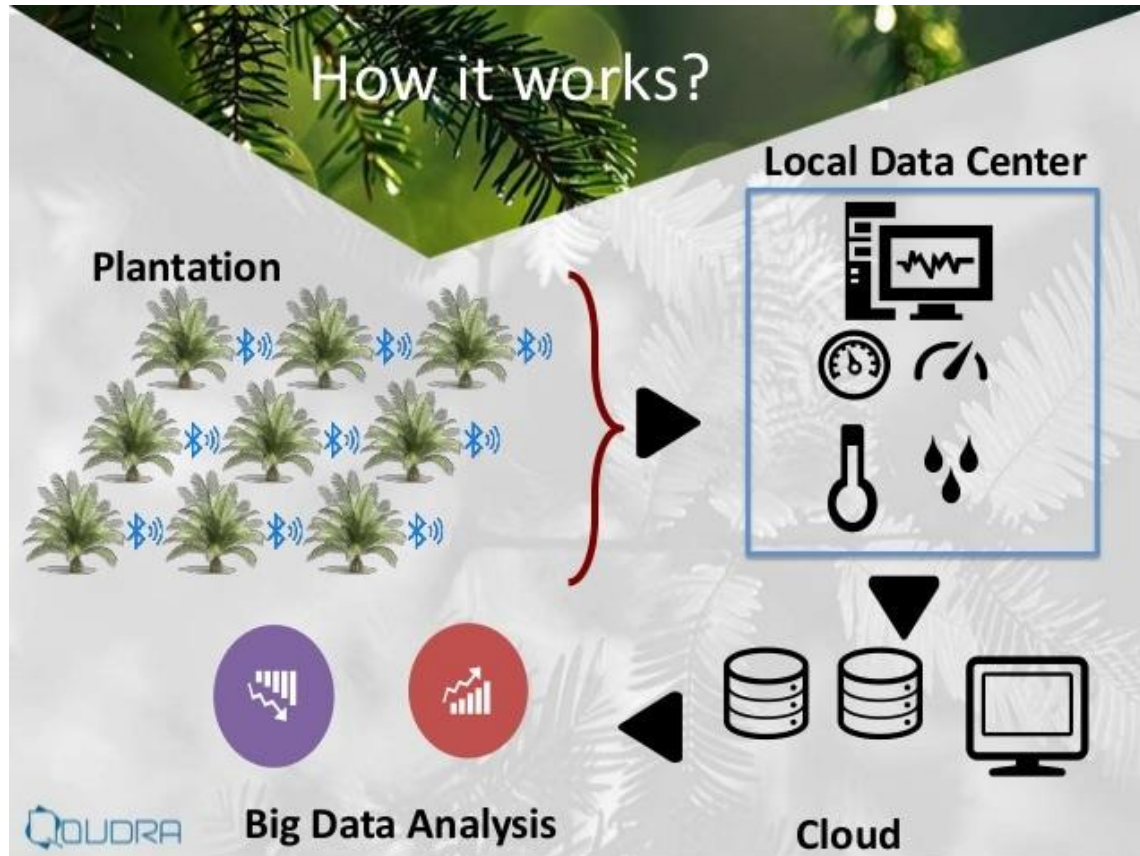 How it works?
Local Data Center
Plantation
Big Data Analysis
Cloud
QOUDRA